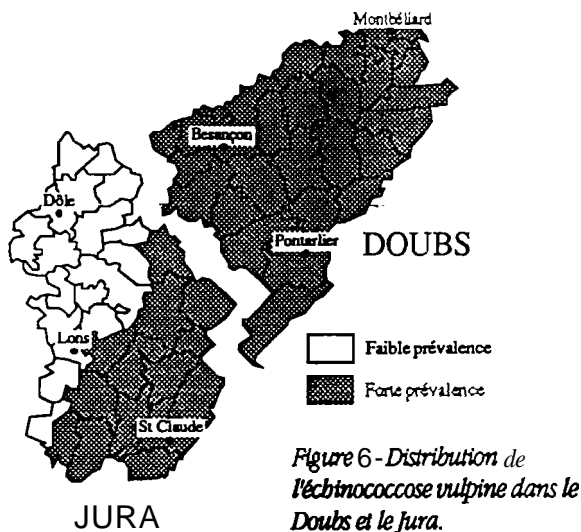 Montbéliard
Besançon
Dôle
Pontarlier
DOUBS
Lons
Faible prévalence
Forte prévalence
St Claude
Figure 6 - Distribution de
l'échinococcose vulpine dans le
Doubs et le Jura.
JURA